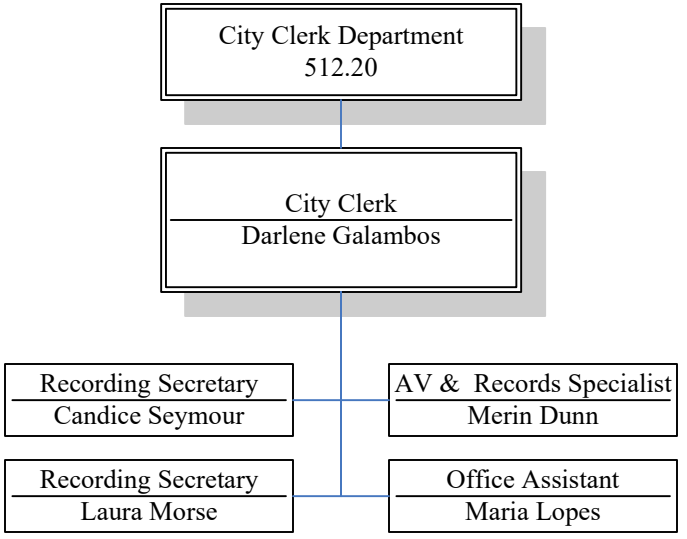 City Clerk Department
512.20
City Clerk
Darlene Galambos
Recording Secretary
Candice Seymour
AV &  Records Specialist
Merin Dunn
Recording Secretary
Laura Morse
Office Assistant
Maria Lopes